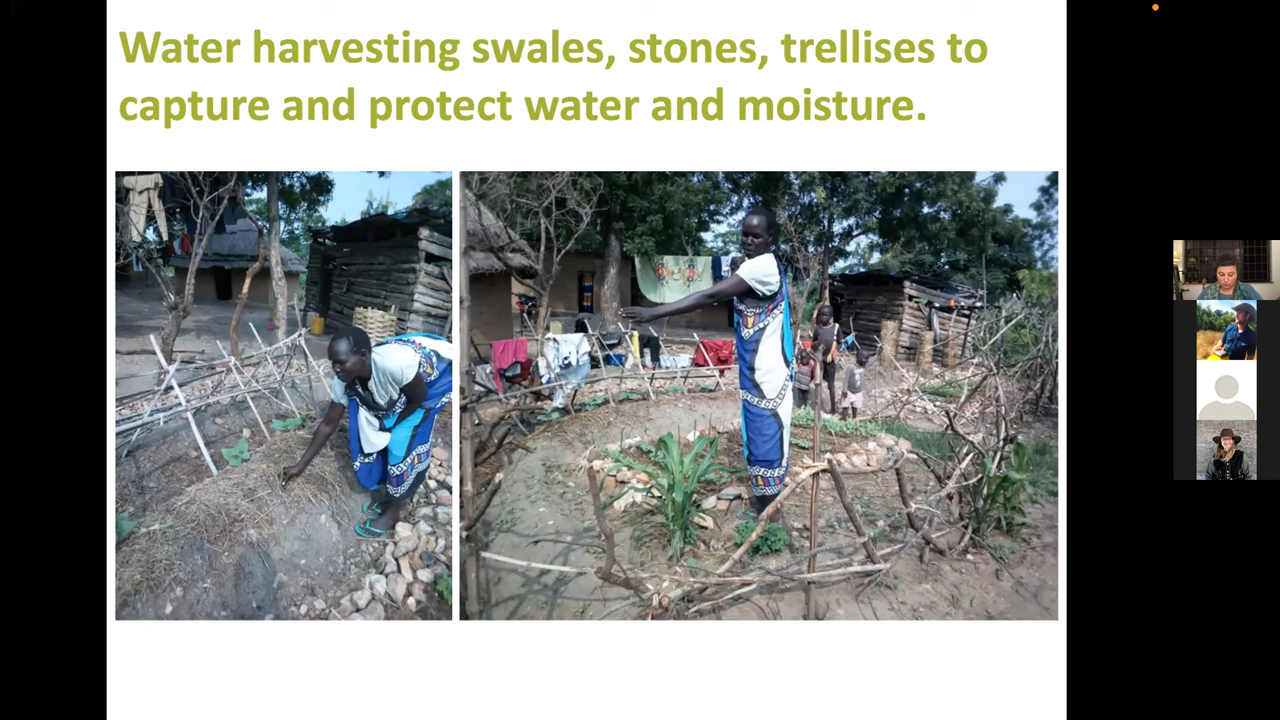 Water harvesting swales, stones, trellises to
capture and protect water and moisture.